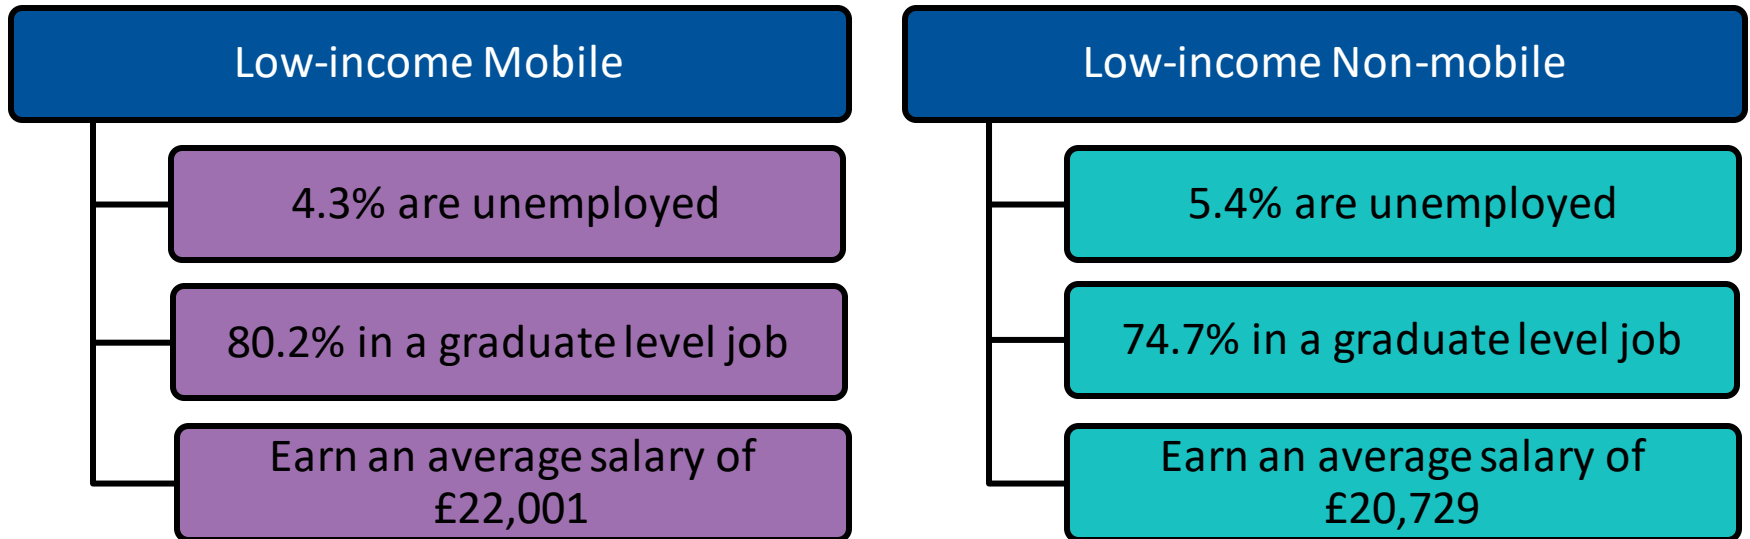 Low-income Mobile
4.3% are unemployed
80.2% in a graduate level job
Earn an average salary of
£22,001
Low-income Non-mobile
5.4% are unemployed
74.7% in a graduate level job
Earn an average salary of
£20,729